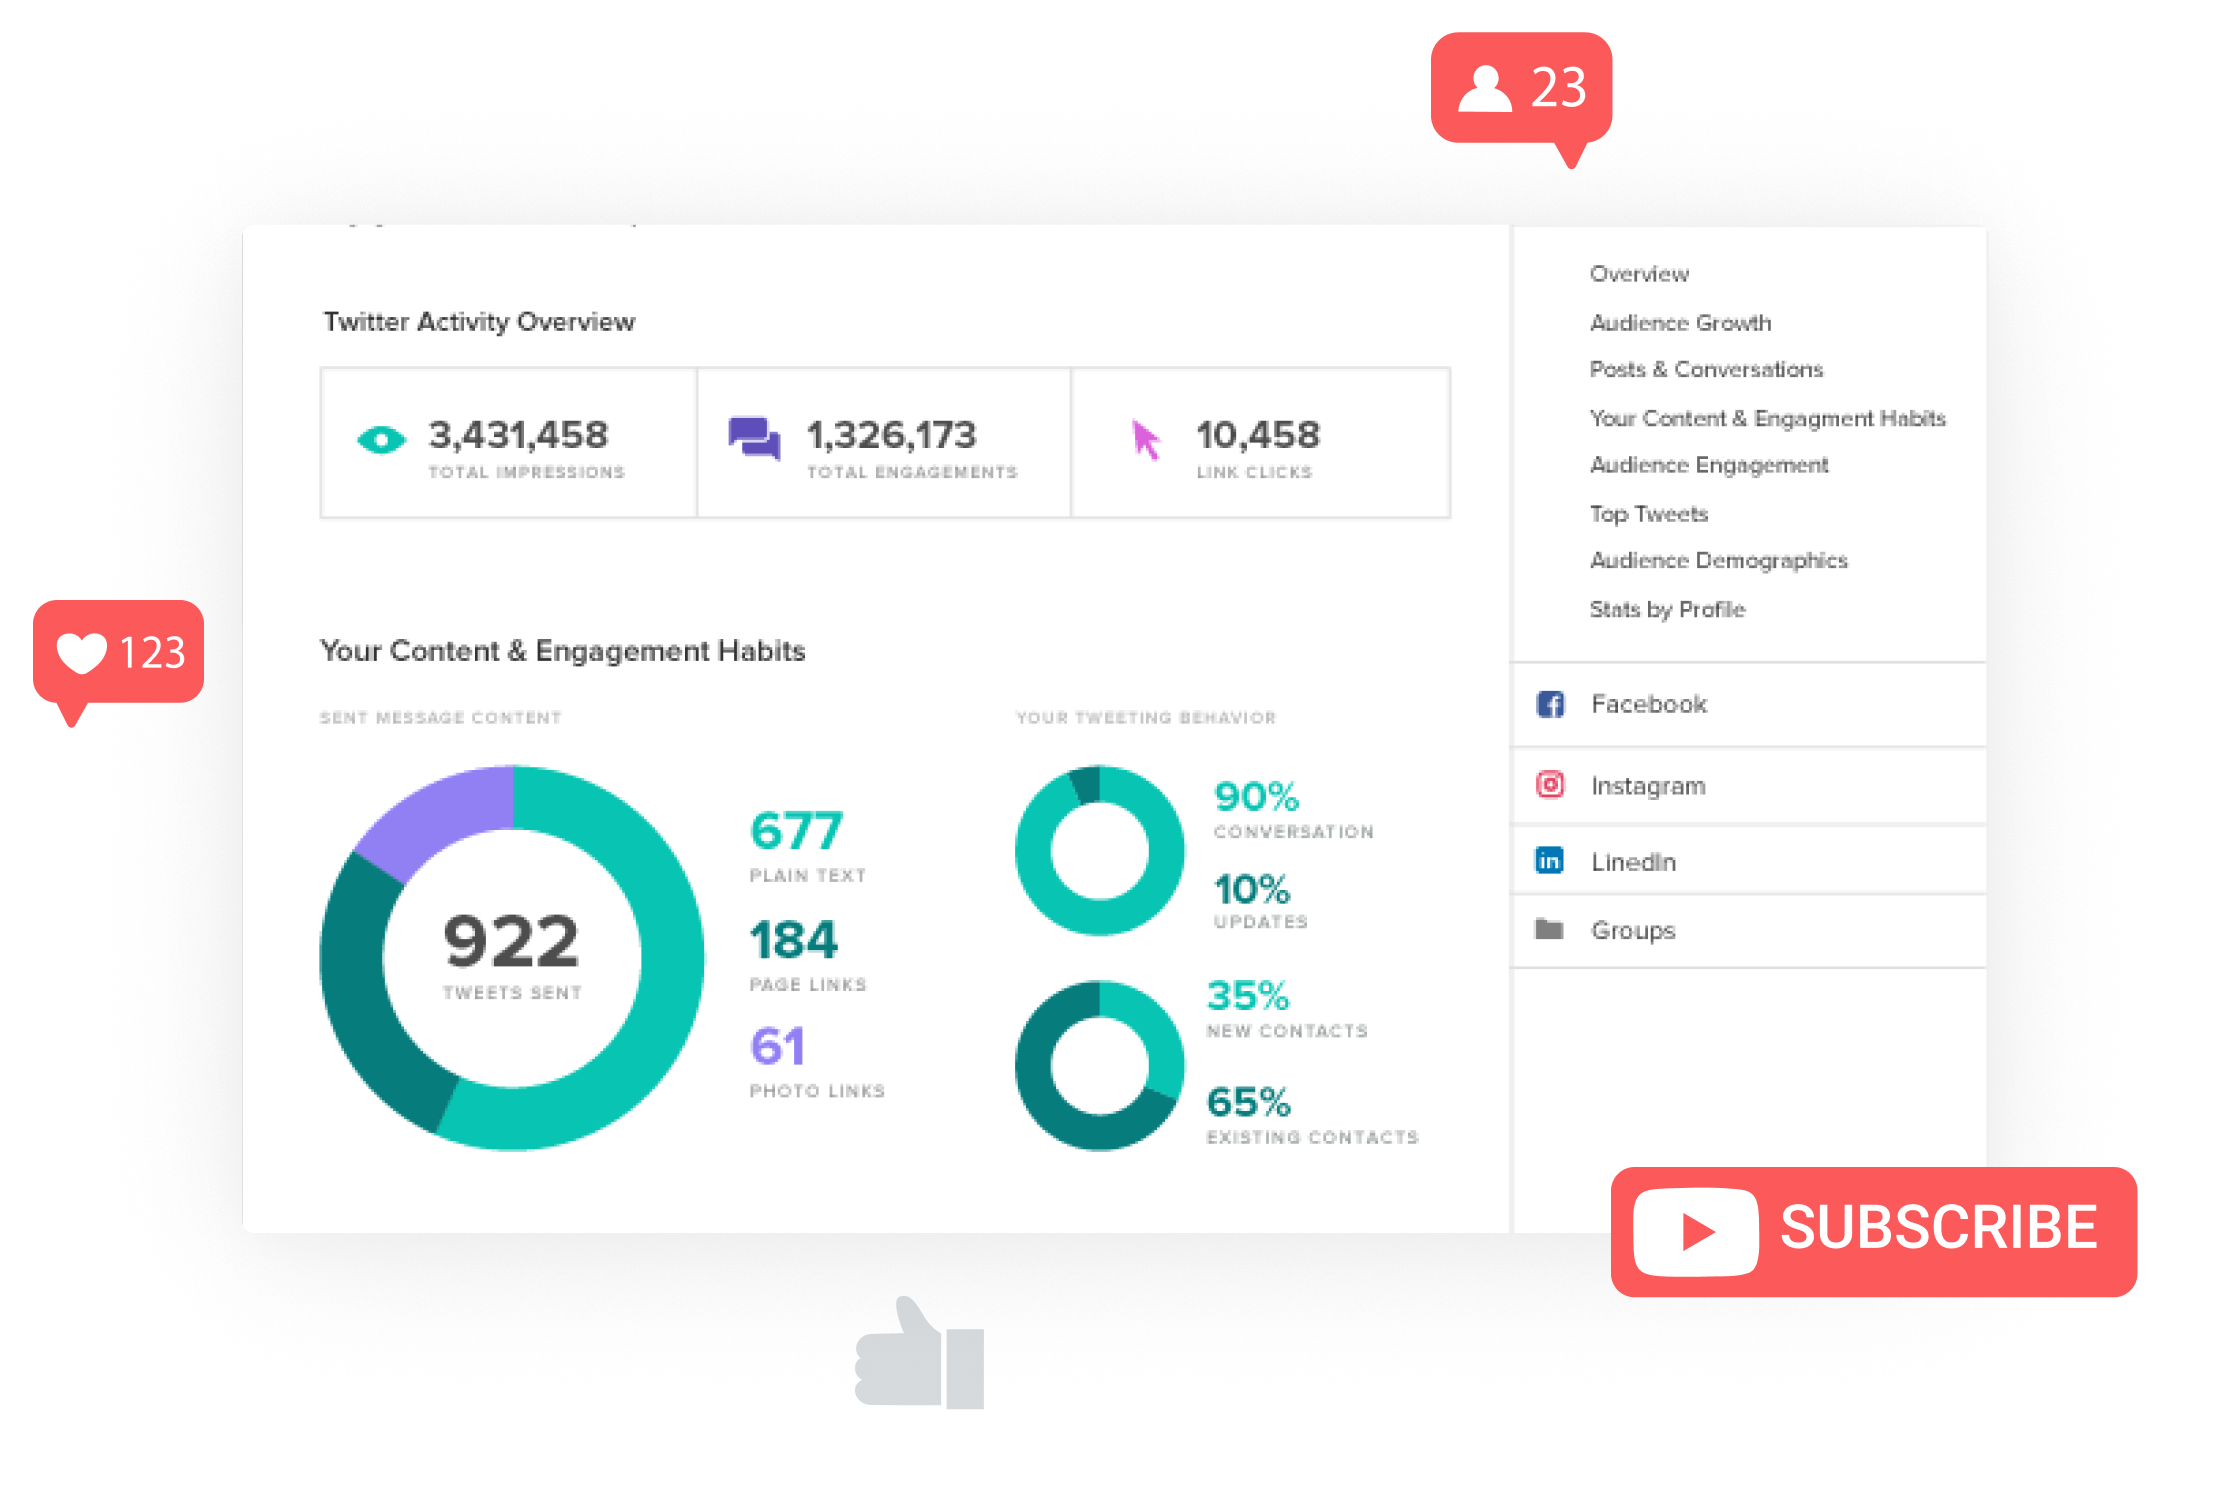 23
Twitter Activity Overview
3,431,458
TOTAL IMPRESSIONS
1,326,173
TOTAL ENGAGEMENTS
10,458
LINK CLICKS
123
Your Content & Engagement Habits
SENT MESSAGE CONTENT
922
TWEETS SENT
677
PLAIN TEXT
184
PAGE LINKS
61
PHOTO LINKS
YOUR TWEETING BEHAVIOR
90%
CONVERSATION
10%
UPDATES
35%
NEW CONTACTS
65%
EXISTING CONTACTS
Overview
Audience Growth
Posts & Conversations
Your Content & Engagment Habits
Audience Engagement
Top Tweets
Audience Demographics
Stats by Profile
Facebook
Instagram
in LinedIn
Groups
SUBSCRIBE